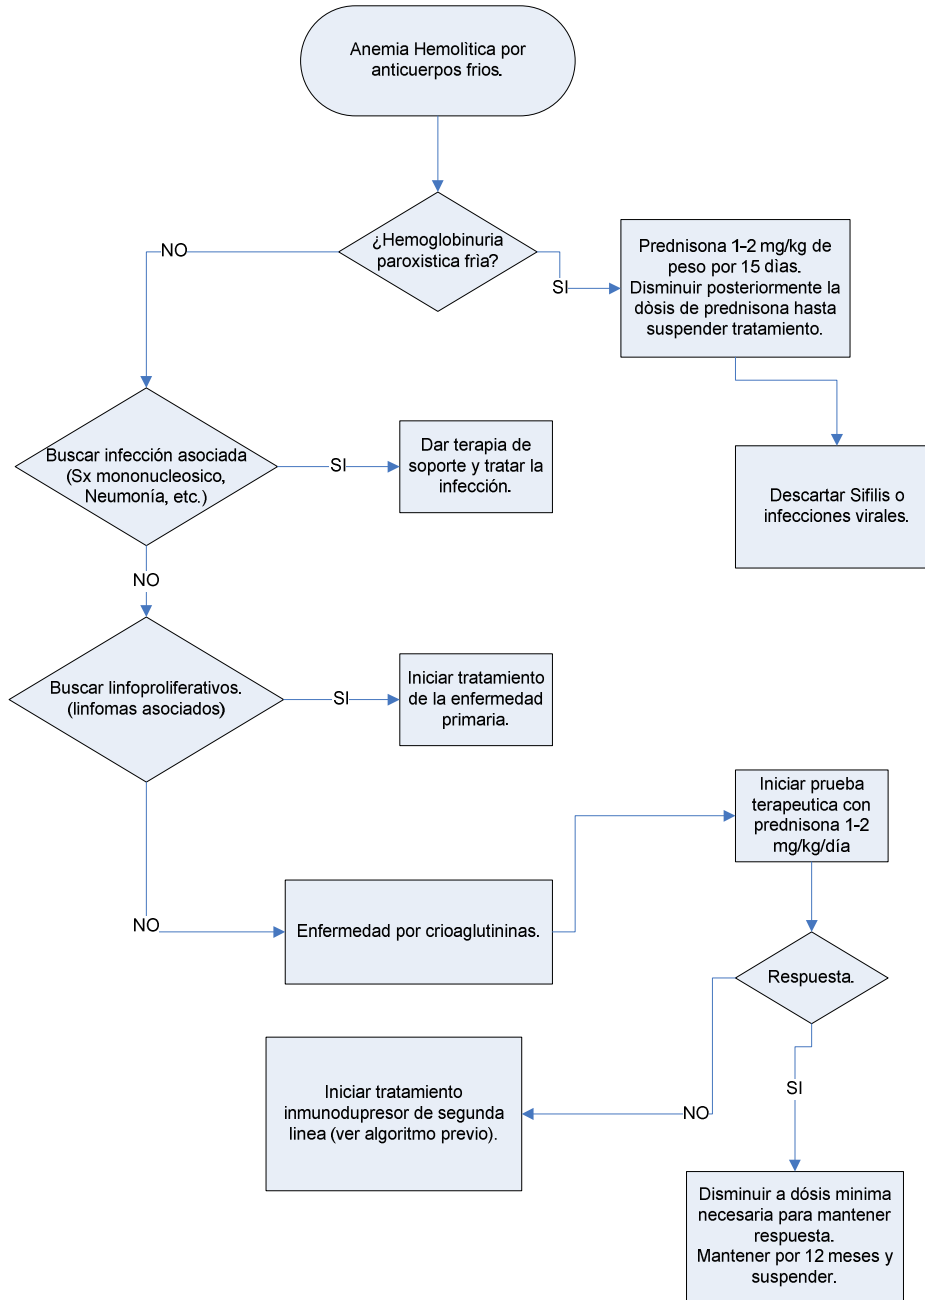 Anemia Hemolìtica por
anticuerpos frios.
¿Hemoglobinuria
paroxistica frìa?
NO
SI
Prednisona 1-2 mg/kg de
peso por 15 dìas.
Disminuir posteriormente la
dòsis de prednisona hasta
suspender tratamiento.
Buscar infección asociada
(Sx mononucleosico,
Neumonía, etc.)
SI
Dar terapia de
soporte y tratar la
infección.
Descartar Sifilis o
infecciones virales.
NO
Buscar linfoproliferativos.
(linfomas asociados)
SI
Iniciar tratamiento
de la enfermedad
primaria.
Iniciar prueba
terapeutica con
prednisona 1-2
mg/kg/día
NO
Enfermedad por crioaglutininas.
Respuesta.
Iniciar tratamiento
inmunodupresor de segunda
linea (ver algoritmo previo).
NO
SI
Disminuir a dósis minima
necesaria para mantener
respuesta.
Mantener por 12 meses y
suspender.